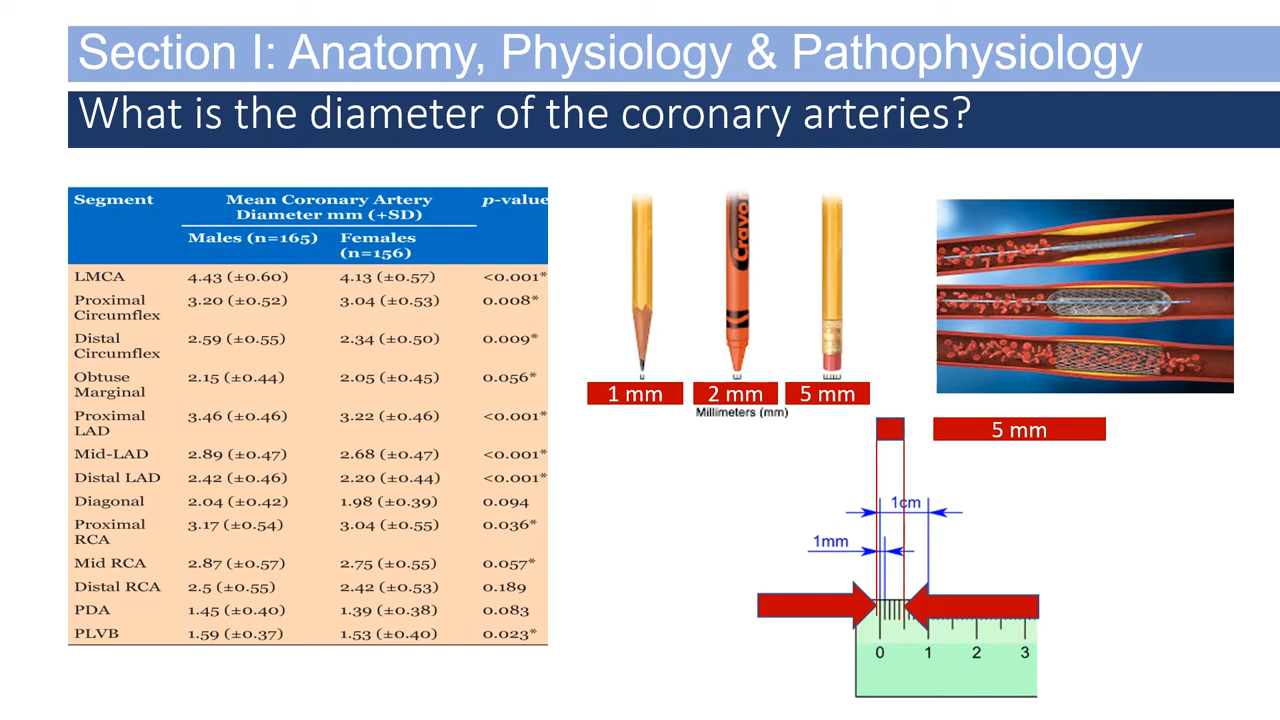 Section I: Anatomy, Physiology & Pathophysiology
What is the diameter of the coronary arteries?
Segment Mean Coronary Artery Diameter mm (+SD) p-value
Males (n=165) Females (n=156)
LMCA 4.43 (±0.60) 4.13 (±0.57) <0.001*
Proximal Circumflex 3.20 (±0.52) 3.04 (±0.53) 0.008*
Distal Circumflex 2.59 (±0.55) 2.34 (±0.50) 0.009*
Obtuse Marginal 2.15 (±0.44) 2.05 (±0.45) 0.056*
Proximal LAD 3.46 (±0.46) 3.22 (±0.46) <0.001*
Mid-LAD 2.89 (±0.47) 2.68 (±0.47) <0.001*
Distal LAD 2.42 (±0.46) 2.20 (±0.44) <0.001*
Diagonal 2.04 (±0.42) 1.98 (±0.39) 0.094
Proximal RCA 3.17 (±0.54) 3.04 (±0.55) 0.036*
Mid RCA 2.87 (±0.57) 2.75 (±0.55) 0.057*
Distal RCA 2.5 (±0.55) 2.42 (±0.53) 0.189
PDA 1.45 (±0.40) 1.39 (±0.38) 0.083
PLVB 1.59 (±0.37) 1.53 (±0.40) 0.023*
Crayo
1 mm 2 mm 5 mm
Millimeters (mm)
5 mm
1cm
1mm
0 1 2 3